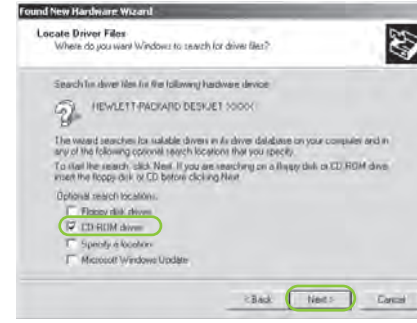 Found New Hardware Wizard
Locate Driver Files
Where do you want Windows to search for driver files?
Search for driver files for the following hardware device:
HEWLETT-PACKARD DESKJET XXXX
The wizard searches for suitable drivers in its driver database on your computer and in
any of the following optional search locations that you specify.
To start the search, click Next. If you are searching on a floppy disk or CD-ROM drive,
insert the floppy disk or CD before clicking Next.
Optional search locations:
Floppy disk drives
CD-ROM drives
Specify a location
Microsoft Windows Update
< Back
Next >
Cancel